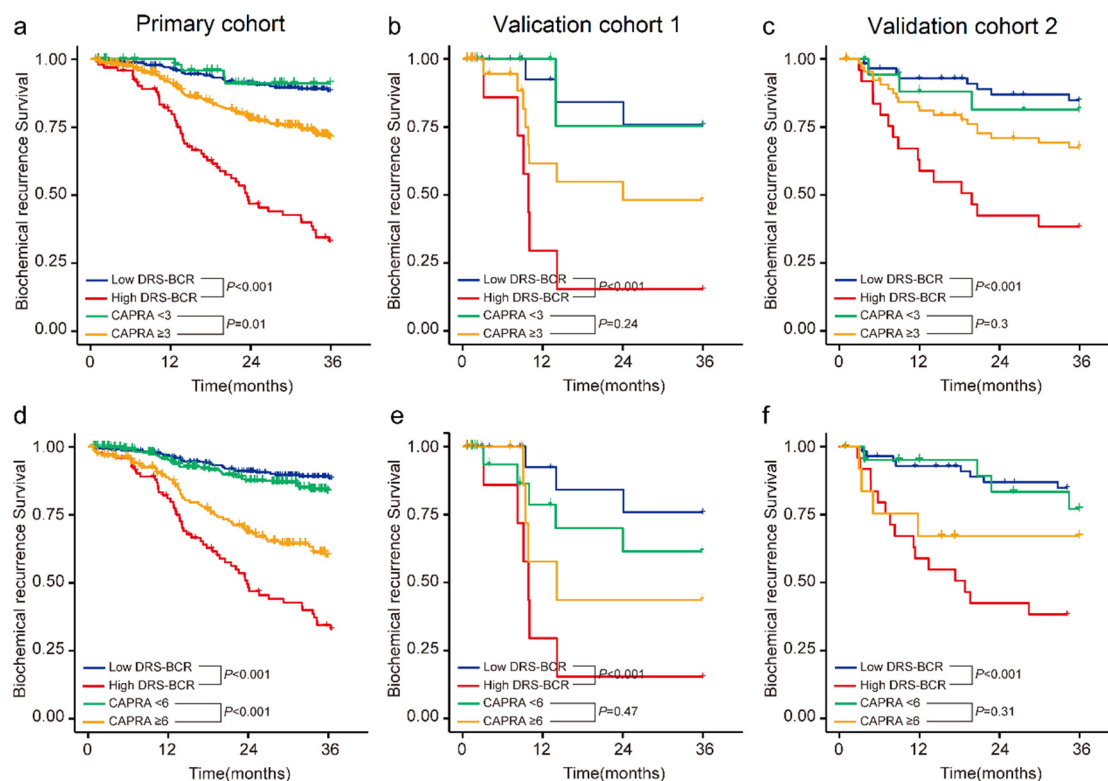 a
Primary cohort
b
Valication cohort 1
c
Validation cohort 2
Biochemical recurrence Survival
1.00
0.75
0.50
0.25
0.00
Low DRS-BCR
High DRS-BCR
P<0.001
CAPRA <3
CAPRA ≥3
P=0.01
0 12 24 36
Time(months)
Biochemical recurrence Survival
1.00
0.75
0.50
0.25
0.00
Low DRS-BCR
High DRS-BCR
P<0.001
CAPRA <3
CAPRA ≥3
P=0.24
0 12 24 36
Time(months)
Biochemical recurrence Survival
1.00
0.75
0.50
0.25
0.00
Low DRS-BCR
High DRS-BCR
P<0.001
CAPRA <3
CAPRA ≥3
P=0.3
0 12 24 36
Time(months)
d
Biochemical recurrence Survival
1.00
0.75
0.50
0.25
0.00
Low DRS-BCR
High DRS-BCR
P<0.001
CAPRA <6
CAPRA ≥6
P<0.001
0 12 24 36
Time(months)
e
Biochemical recurrence Survival
1.00
0.75
0.50
0.25
0.00
Low DRS-BCR
High DRS-BCR
P<0.001
CAPRA <6
CAPRA ≥6
P=0.47
0 12 24 36
Time(months)
f
Biochemical recurrence Survival
1.00
0.75
0.50
0.25
0.00
Low DRS-BCR
High DRS-BCR
P<0.001
CAPRA <6
CAPRA ≥6
P=0.31
0 12 24 36
Time(months)